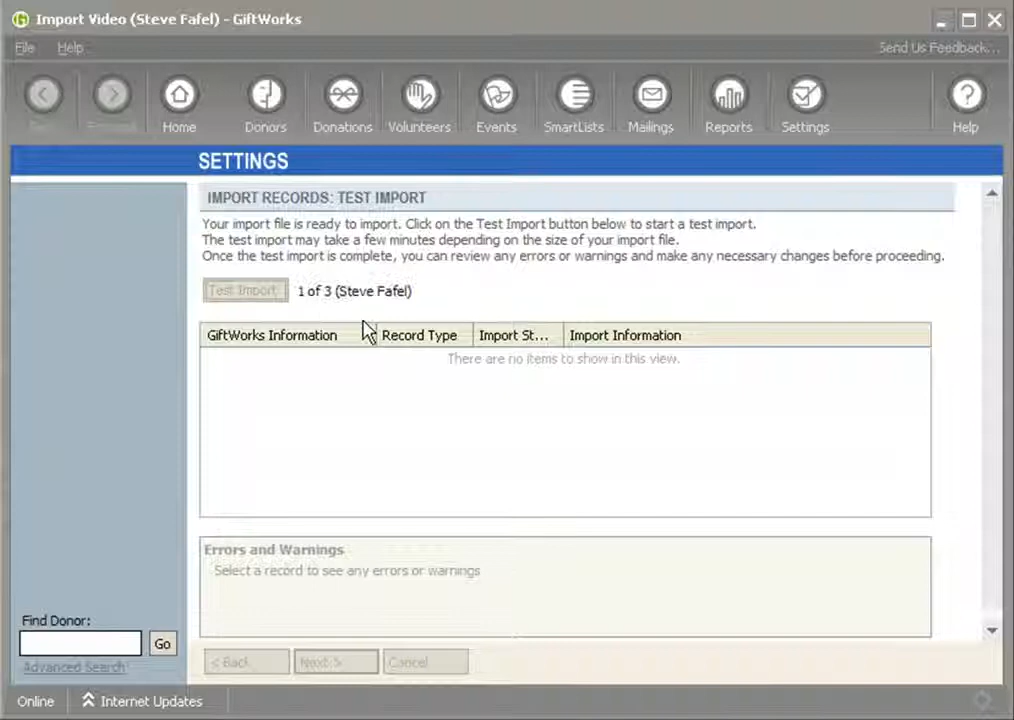 Import Video (Steve Fafel) - GiftWorks
File Help Send Us Feedback...
Home Donors Donations Volunteers Events SmartLists Mailings Reports Settings Help
SETTINGS
IMPORT RECORDS: TEST IMPORT
Your import file is ready to import. Click on the Test Import button below to start a test import.
The test import may take a few minutes depending on the size of your import file.
Once the test import is complete, you can review any errors or warnings and make any necessary changes before proceeding.
Test Import 1 of 3 (Steve Fafel)
GiftWorks Information Record Type Import St... Import Information
There are no items to show in this view.
Errors and Warnings
Select a record to see any errors or warnings
Find Donor:
Go
Advanced Search
< Back Next > Cancel
Online Internet Updates